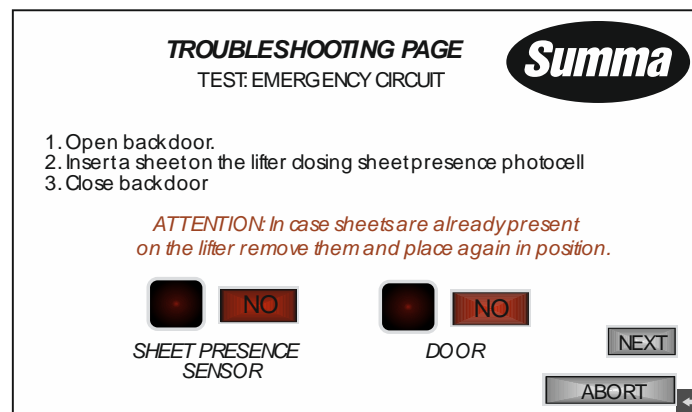 TROUBLESHOOTING PAGE
TEST: EMERGENCY CIRCUIT
Summa
1. Open back door.
2. Insert a sheet on the lifter closing sheet presence photocell
3. Close back door
ATTENTION: In case sheets are already present
on the lifter remove them and place again in position.
NO
NO
SHEET PRESENCE
SENSOR
DOOR
NEXT
ABORT